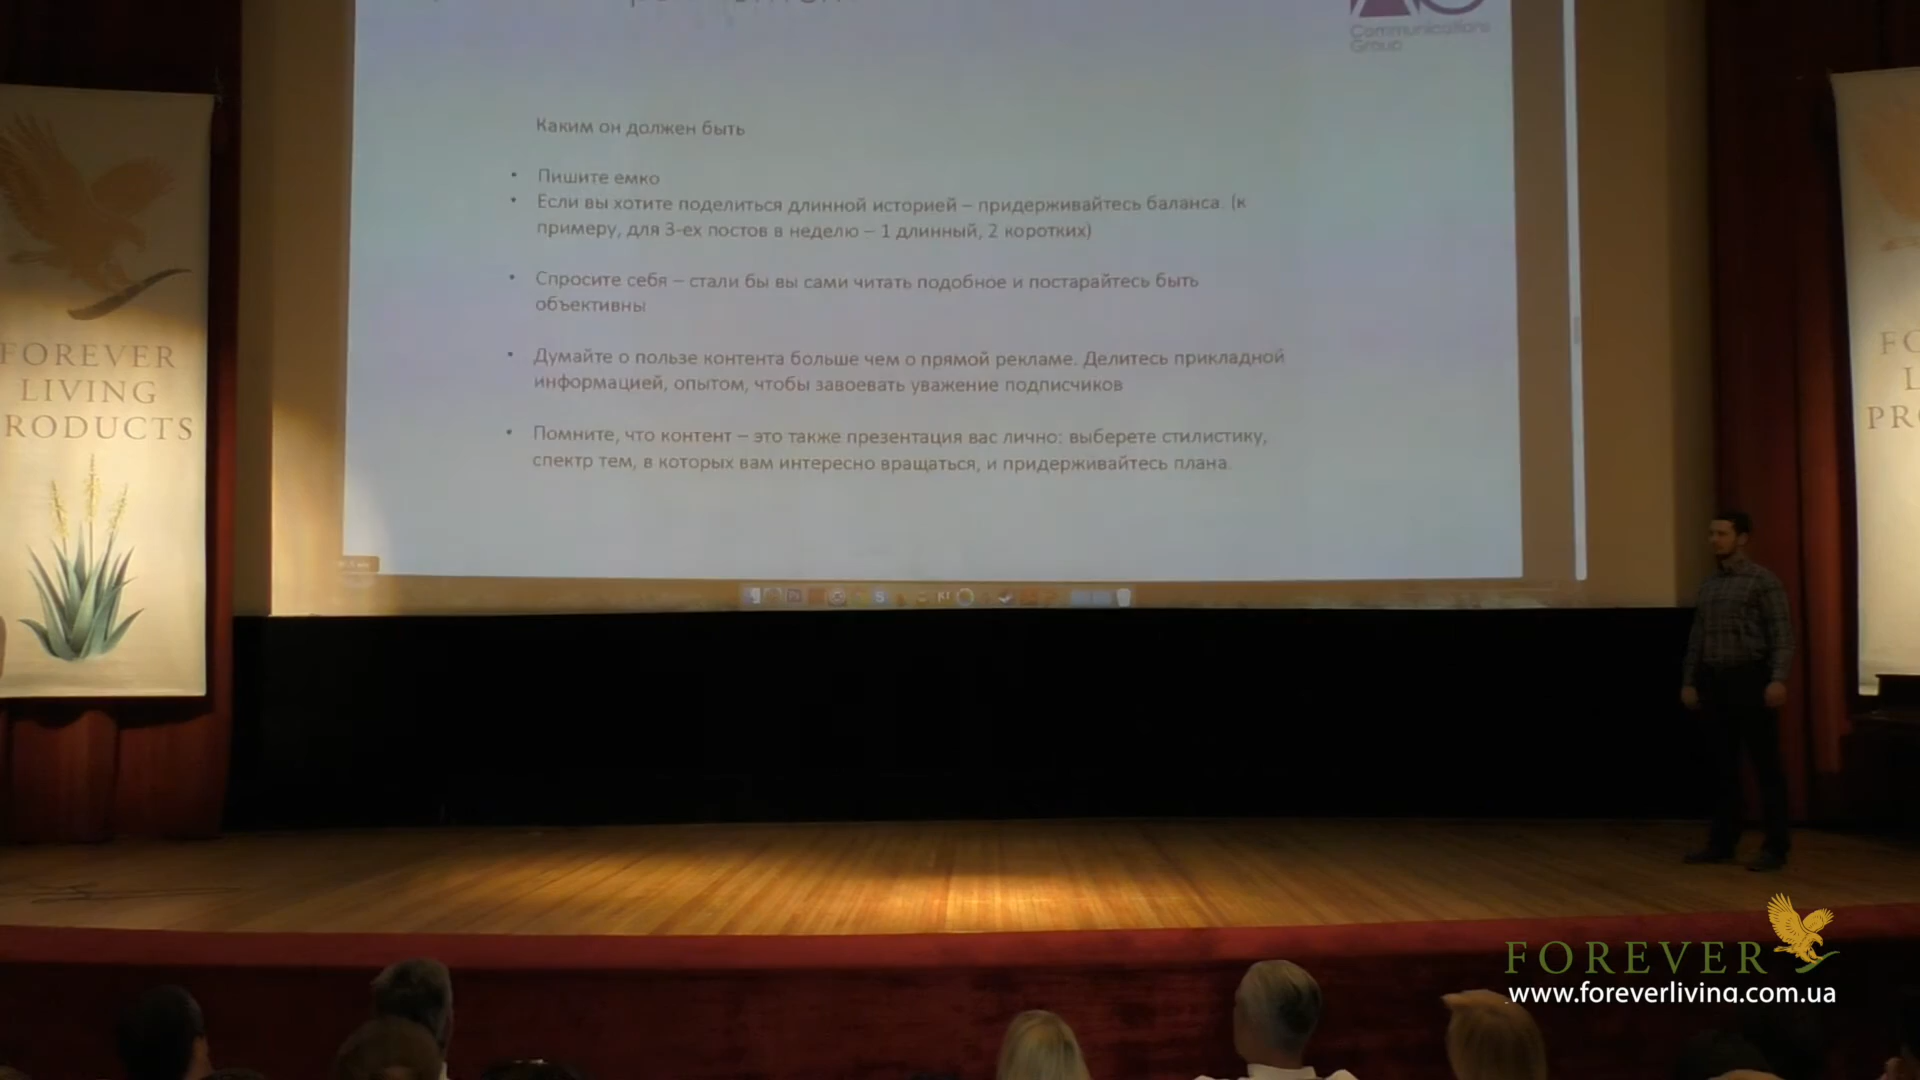 Communications
Group
Каким он должен быть
• Пишите емко
• Если вы хотите поделиться длинной историей – придерживайтесь баланса. (к
примеру, для 3-ех постов в неделю – 1 длинный, 2 коротких)
• Спросите себя – стали бы вы сами читать подобное и постарайтесь быть
объективны
• Думайте о пользе контента больше чем о прямой рекламе. Делитесь прикладной
информацией, опытом, чтобы завоевать уважение подписчиков
• Помните, что контент – это также презентация вас лично: выберете стилистику,
спектр тем, в которых вам интересно вращаться, и придерживайтесь плана.
FOREVER
LIVING
RODUCTS
FO
L
PR
FOREVER
www.foreverliving.com.ua